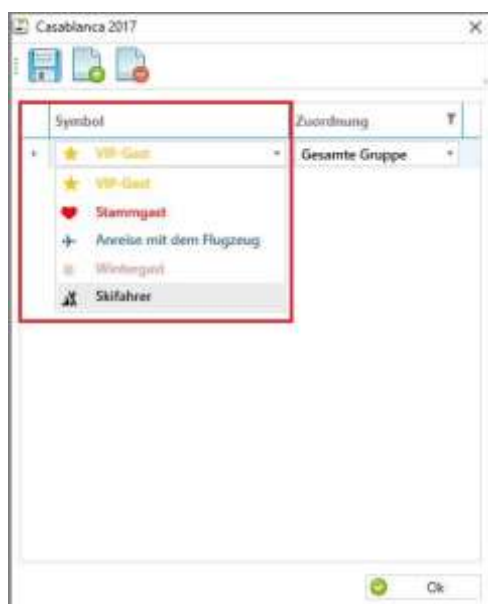 Casablanca 2017
Symbol Zuordnung
VIP-Gast Gesamte Gruppe
VIP-Gast
Stammgast
Anreise mit dem Flugzeug
Wintergast
Skifahrer
Ok